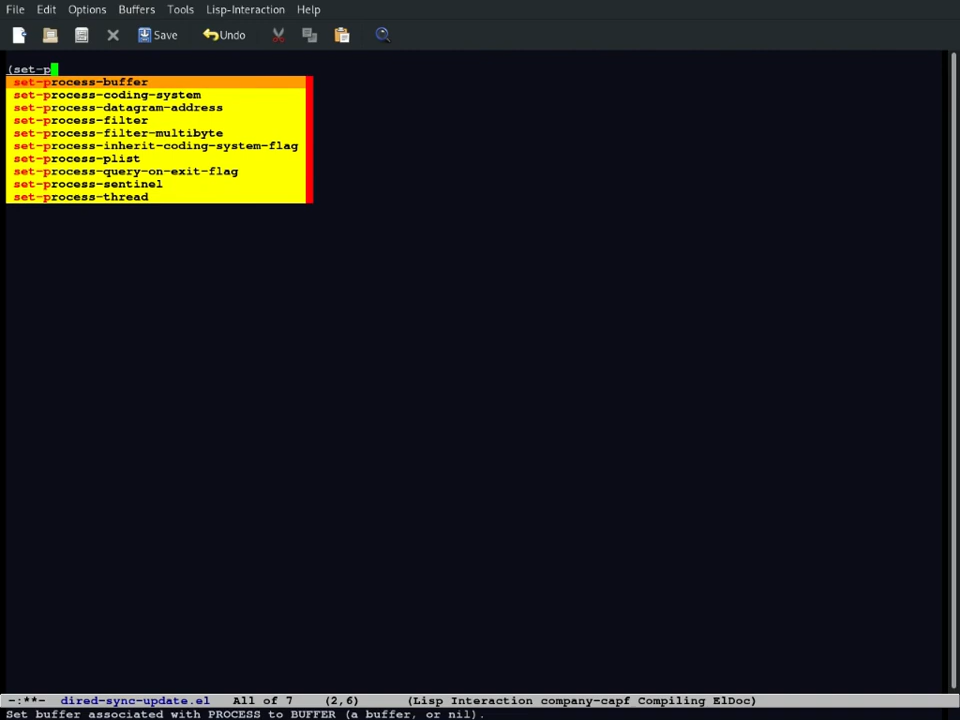 File Edit Options Buffers Tools Lisp-Interaction Help
Save Undo
(set-p
set-process-buffer
set-process-coding-system
set-process-datagram-address
set-process-filter
set-process-filter-multibyte
set-process-inherit-coding-system-flag
set-process-plist
set-process-query-on-exit-flag
set-process-sentinel
set-process-thread
-:**- dired-sync-update.el All of 7 (2,6) (Lisp Interaction company-capf Compiling ElDoc)
Set buffer associated with PROCESS to BUFFER (a buffer, or nil).